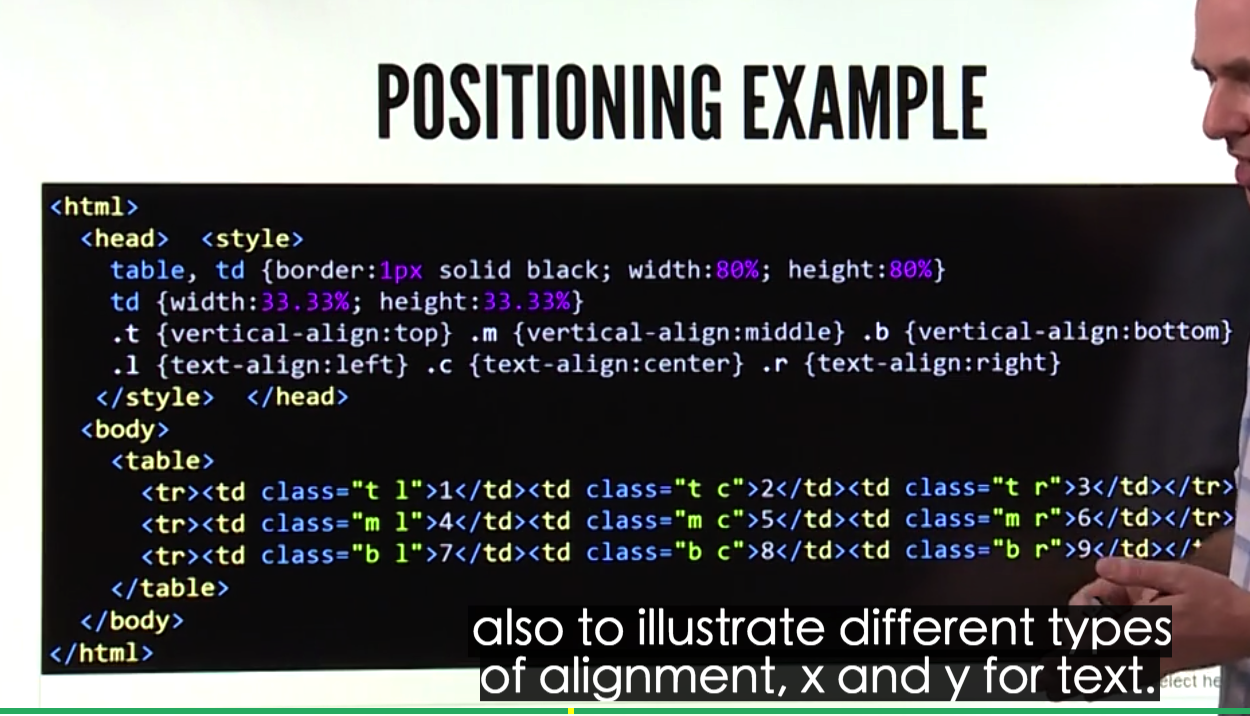 POSITIONING EXAMPLE
<html>
<head> <style>
table, td {border:1px solid black; width:80%; height:80%}
td {width:33.33%; height:33.33%}
.t {vertical-align:top} .m {vertical-align:middle} .b {vertical-align:bottom}
.l {text-align:left} .c {text-align:center} .r {text-align:right}
</style> </head>
<body>
<table>
<tr><td class="t l">1</td><td class="t c">2</td><td class="t r">3</td></tr>
<tr><td class="m l">4</td><td class="m c">5</td><td class="m r">6</td></tr>
<tr><td class="b l">7</td><td class="b c">8</td><td class="b r">9</td></
</table>
</body>
</html>
also to illustrate different types
of alignment, x and y for text.